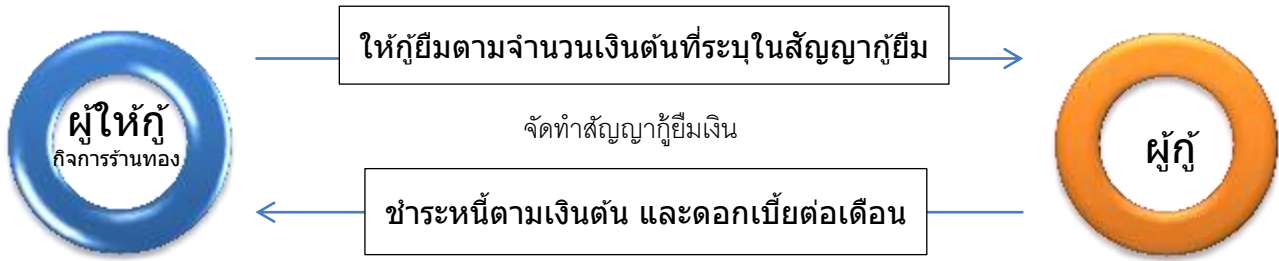 ให้กู้ยืมตามจำนวนเงินต้นที่ระบุในสัญญากู้ยืม
ผู้ให้กู้
กิจการร้านทอง
จัดทำสัญญากู้ยืมเงิน
ผู้กู้
ชำระหนี้ตามเงินต้น และดอกเบี้ยต่อเดือน